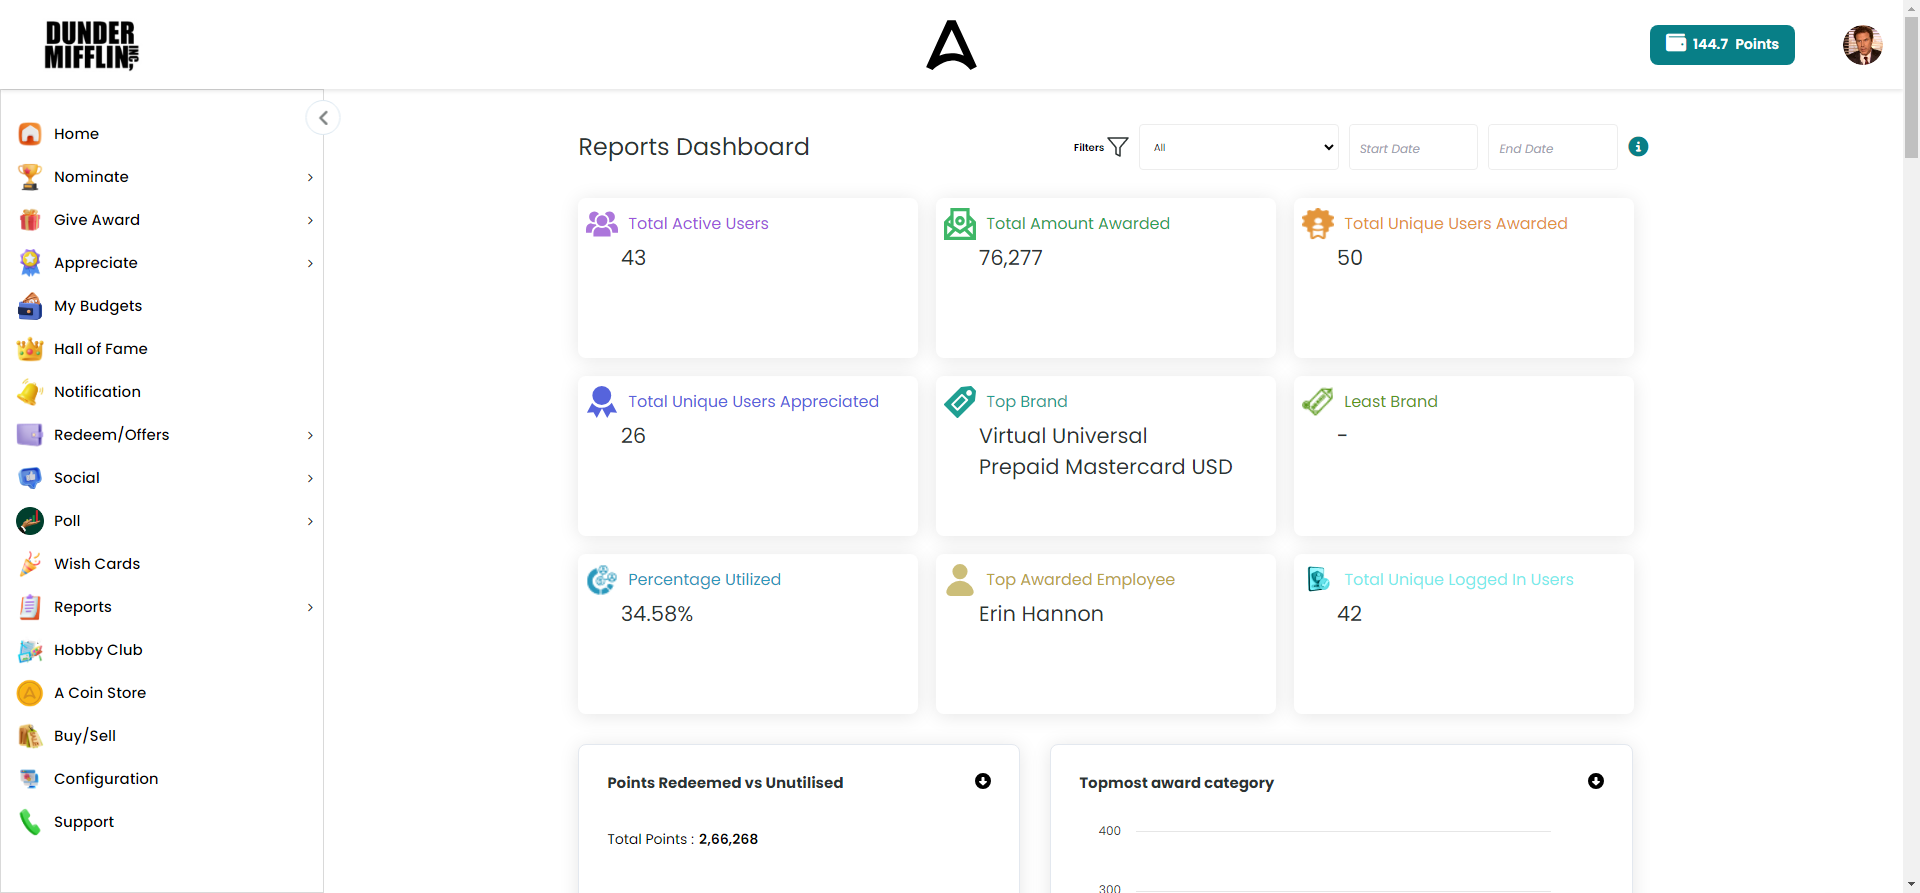 DUNDER
MIFFLIN INC,
144.7 Points
Home
Nominate
Give Award
Appreciate
My Budgets
Hall of Fame
Notification
Redeem/Offers
Social
Poll
Wish Cards
Reports
Hobby Club
A Coin Store
Buy/Sell
Configuration
Support
Reports Dashboard
Filters
All
Start Date
End Date
Total Active Users
43
Total Amount Awarded
76,277
Total Unique Users Awarded
50
Total Unique Users Appreciated
26
Top Brand
Virtual Universal
Prepaid Mastercard USD
Least Brand
-
Percentage Utilized
34.58%
Top Awarded Employee
Erin Hannon
Total Unique Logged In Users
42
Points Redeemed vs Unutilised
Total Points : 2,66,268
Topmost award category
400
300